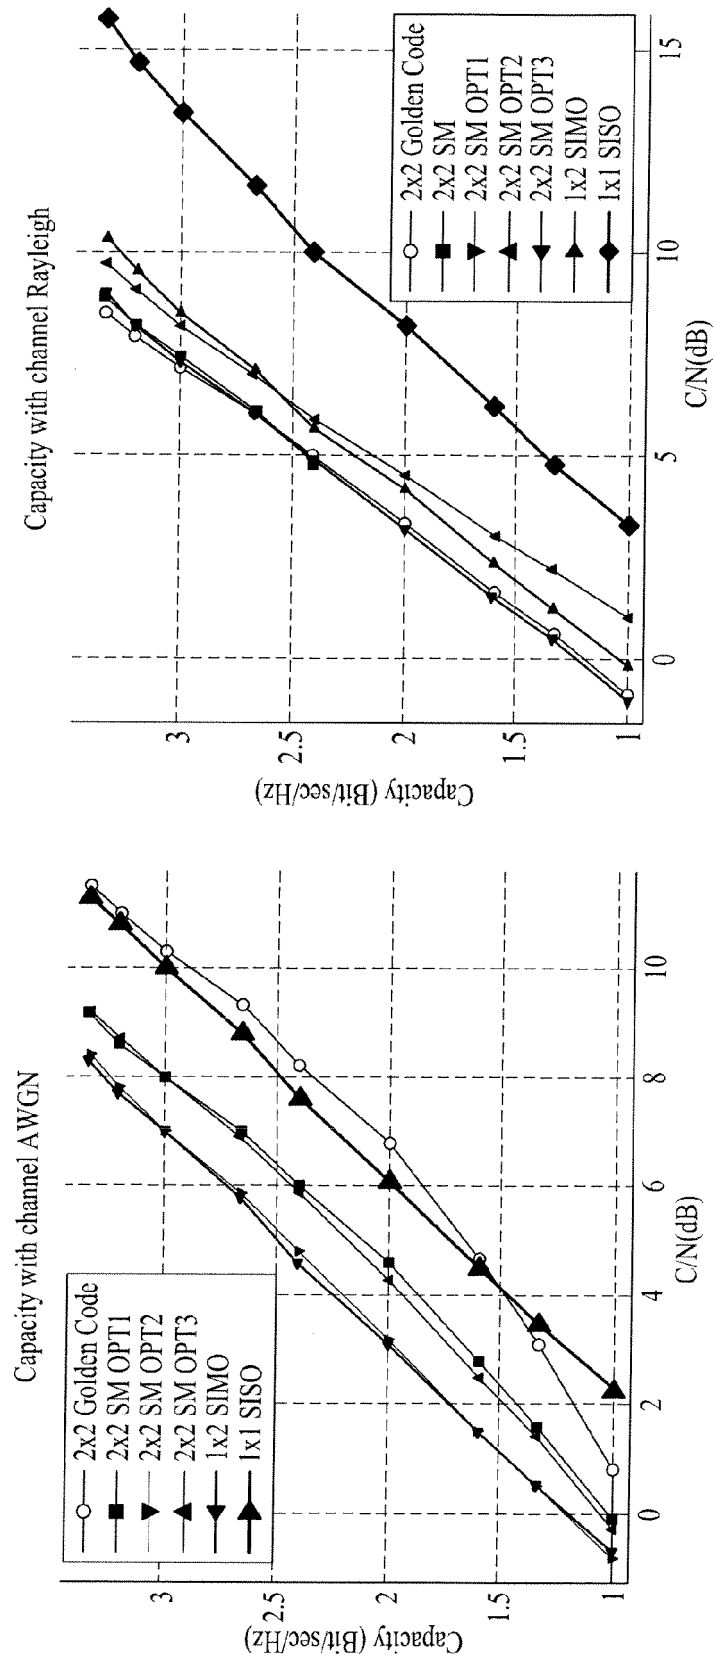 Capacity with channel AWGN
2x2 Golden Code
2x2 SM OPT1
2x2 SM OPT2
2x2 SM OPT3
1x2 SIMO
1x1 SISO
Capacity (Bit/sec/Hz)
3
2.5
2
1.5
1
0
2
4
6
8
10
C/N(dB)
Capacity with channel Rayleigh
2x2 Golden Code
2x2 SM
2x2 SM OPT1
2x2 SM OPT2
2x2 SM OPT3
1x2 SIMO
1x1 SISO
Capacity (Bit/sec/Hz)
3
2.5
2
1.5
1
0
5
10
15
C/N(dB)